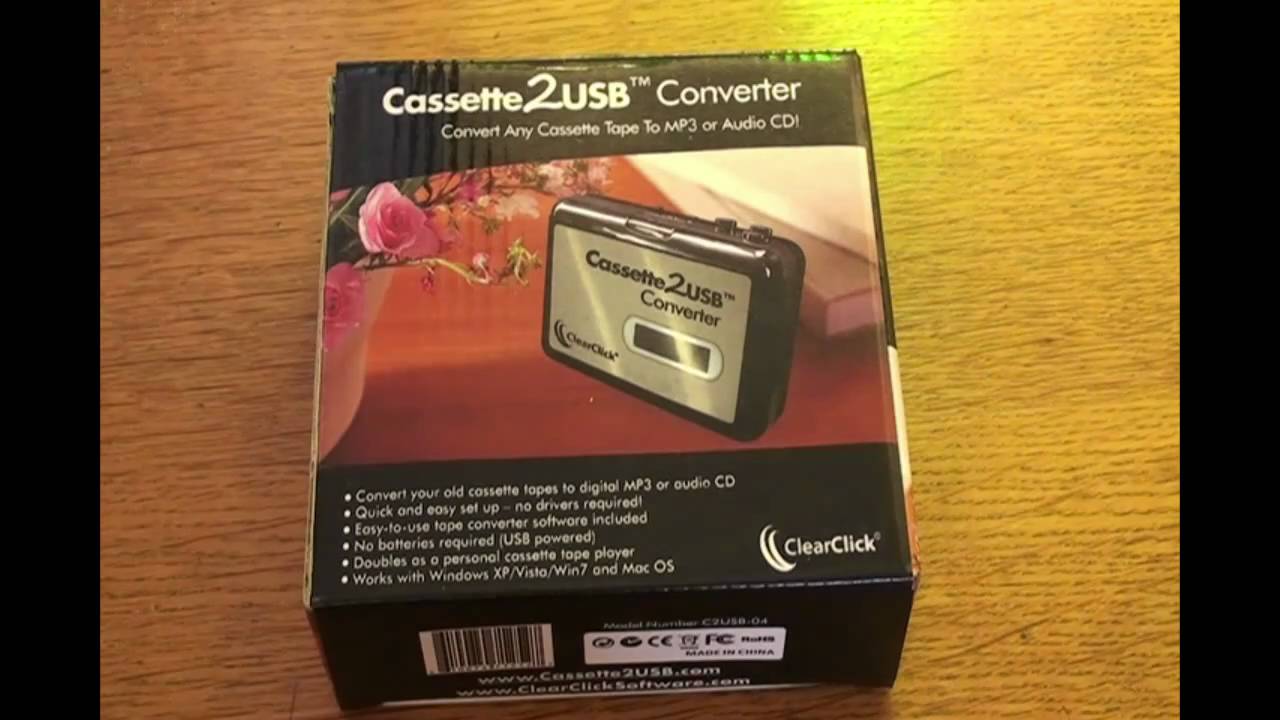 Cassette2USB™ Converter
Convert Any Cassette Tape To MP3 or Audio CD!
Cassette2USB™
Converter
ClearClick®
• Convert your old cassette tapes to digital MP3 or audio CD
• Quick and easy set up – no drivers required!
• Easy-to-use tape converter software included
• No batteries required (USB powered)
• Doubles as a personal cassette tape player
• Works with Windows XP/Vista/Win7 and Mac OS
ClearClick®
Model Number C2USB-04
CE FC RoHS
MADE IN CHINA
www.Cassette2USB.com
www.ClearClickSoftware.com